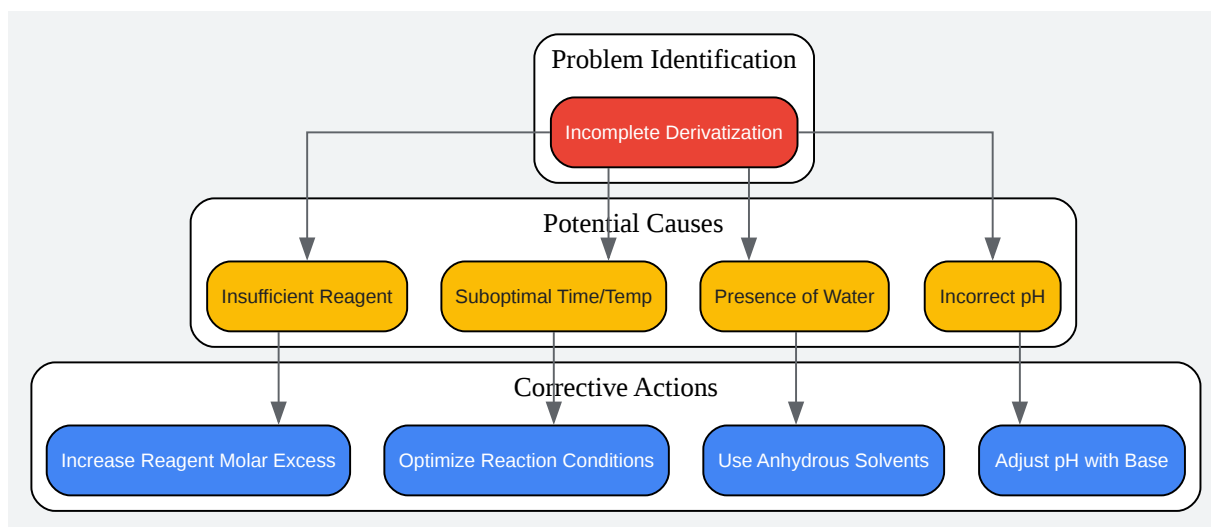 Problem Identification
Incomplete Derivatization
Potential Causes
Insufficient Reagent
Suboptimal Time/Temp
Presence of Water
Incorrect pH
Corrective Actions
Increase Reagent Molar Excess
Optimize Reaction Conditions
Use Anhydrous Solvents
Adjust pH with Base